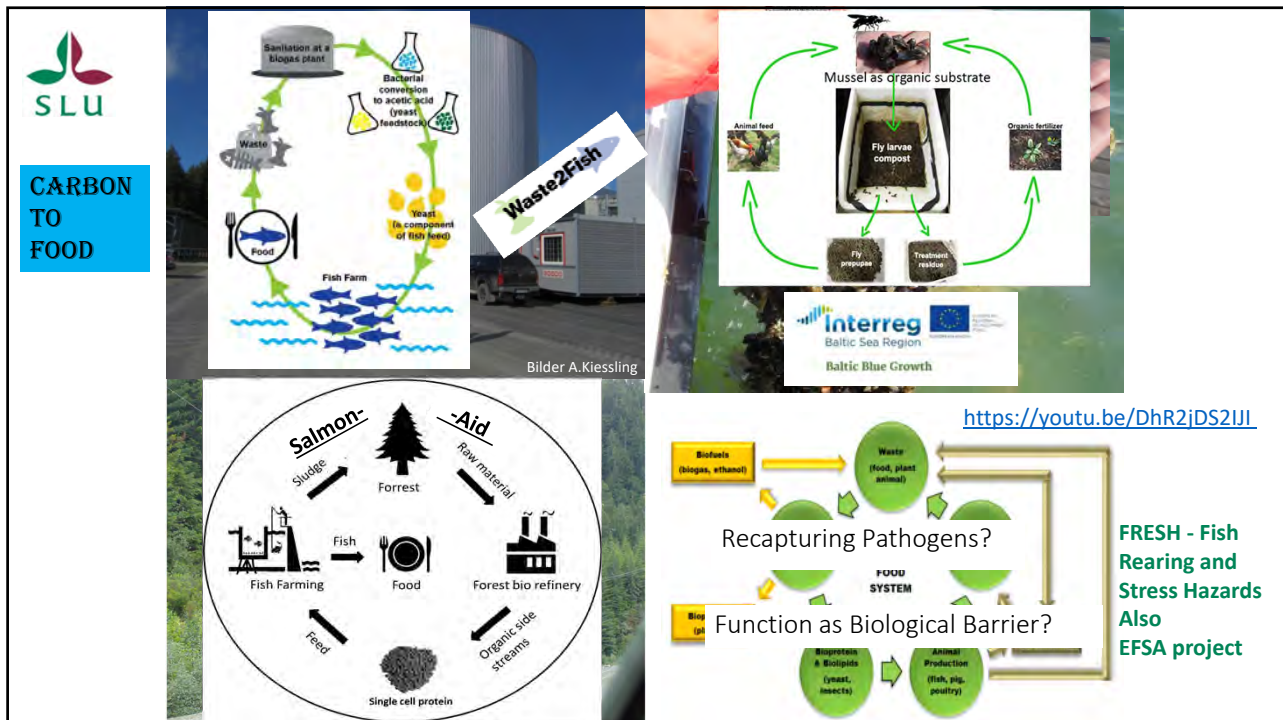 SLU
CARBON
TO
FOOD
Sanitation at a
biogas plant
Bacterial
conversion
to acetic acid
(yeast
feedstock)
Waste
Yeast
(a component
of fish feed)
Food
Fish Farm
Waste2Fish
Bilder A.Kiessling
Mussel as organic substrate
Animal feed
Organic fertilizer
Fly larvae
compost
Fly
prepupae
Treatment
residue
Interreg
Baltic Sea Region
Baltic Blue Growth
Salmon-
-Aid
Sludge
Raw material
Forrest
Fish
Fish Farming
Food
Forest bio refinery
Feed
Organic side
streams
Single cell protein
https://youtu.be/DhR2jDS2IJI
Biofuels
(biogas, ethanol)
Waste
(food, plant
animal)
Recapturing Pathogens?
FOOD
SYSTEM
Function as Biological Barrier?
Bioprotein
& Biolipids
(yeast,
insects)
Animal
Production
(fish, pig,
poultry)
FRESH - Fish
Rearing and
Stress Hazards
Also
EFSA project